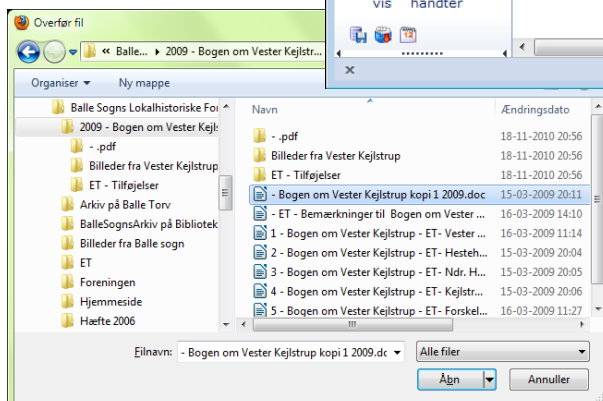 vis håndter
Overfør fil
« Balle... ▸ 2009 - Bogen om Vester Kejlstr...
Organiser Ny mappe
Balle Sogns Lokalhistoriske For
2009 - Bogen om Vester Kejls
- .pdf
Billeder fra Vester Kejlstrup
ET - Tilføjelser
Arkiv på Balle Torv
BalleSognsArkiv på Bibliotek
Billeder fra Balle sogn
ET
Foreningen
Hjemmeside
Hæfte 2006
Navn Ændringsdato
- .pdf 18-11-2010 20:56
Billeder fra Vester Kejlstrup 18-11-2010 20:56
ET - Tilføjelser 18-11-2010 20:56
- Bogen om Vester Kejlstrup kopi 1 2009.doc 15-03-2009 20:11
- ET - Bemærkninger til Bogen om Vester ... 16-03-2009 14:10
1 - Bogen om Vester Kejlstrup - ET- Vester ... 16-03-2009 11:14
2 - Bogen om Vester Kejlstrup - ET- Hesteh... 15-03-2009 20:04
3 - Bogen om Vester Kejlstrup - ET- Ndr. H... 15-03-2009 20:05
4 - Bogen om Vester Kejlstrup - ET- Kejlstr... 15-03-2009 20:06
5 - Bogen om Vester Kejlstrup - ET- Forskel... 16-03-2009 11:27
Filnavn: - Bogen om Vester Kejlstrup kopi 1 2009.dc Alle filer
Åbn Annuller